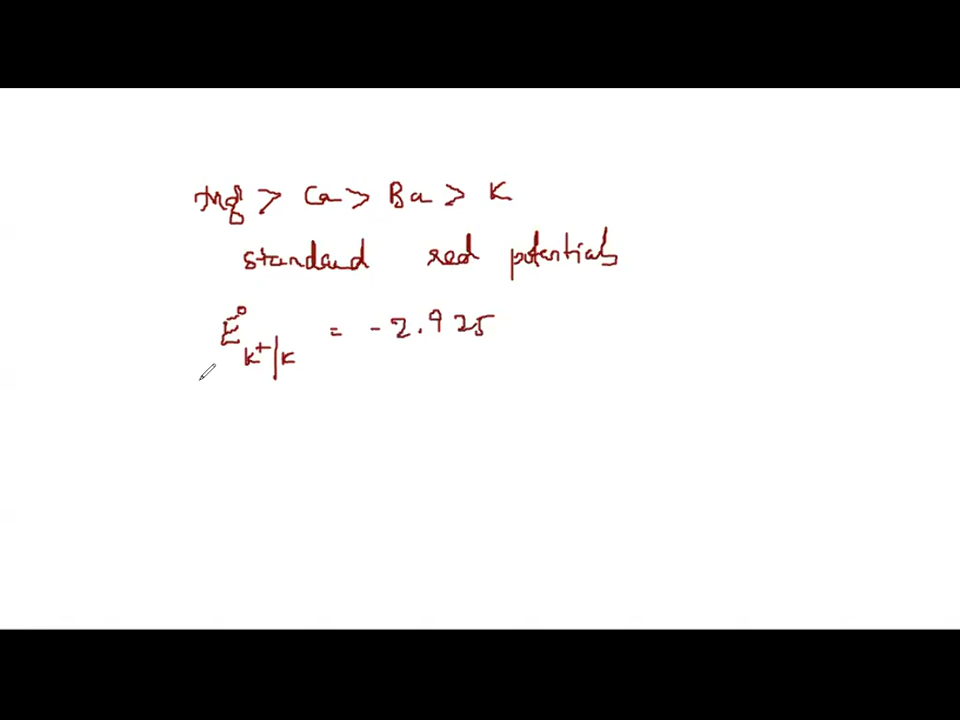 Mg > Ca > Ba > K
standard red potentials
E° K+/K = -2.925